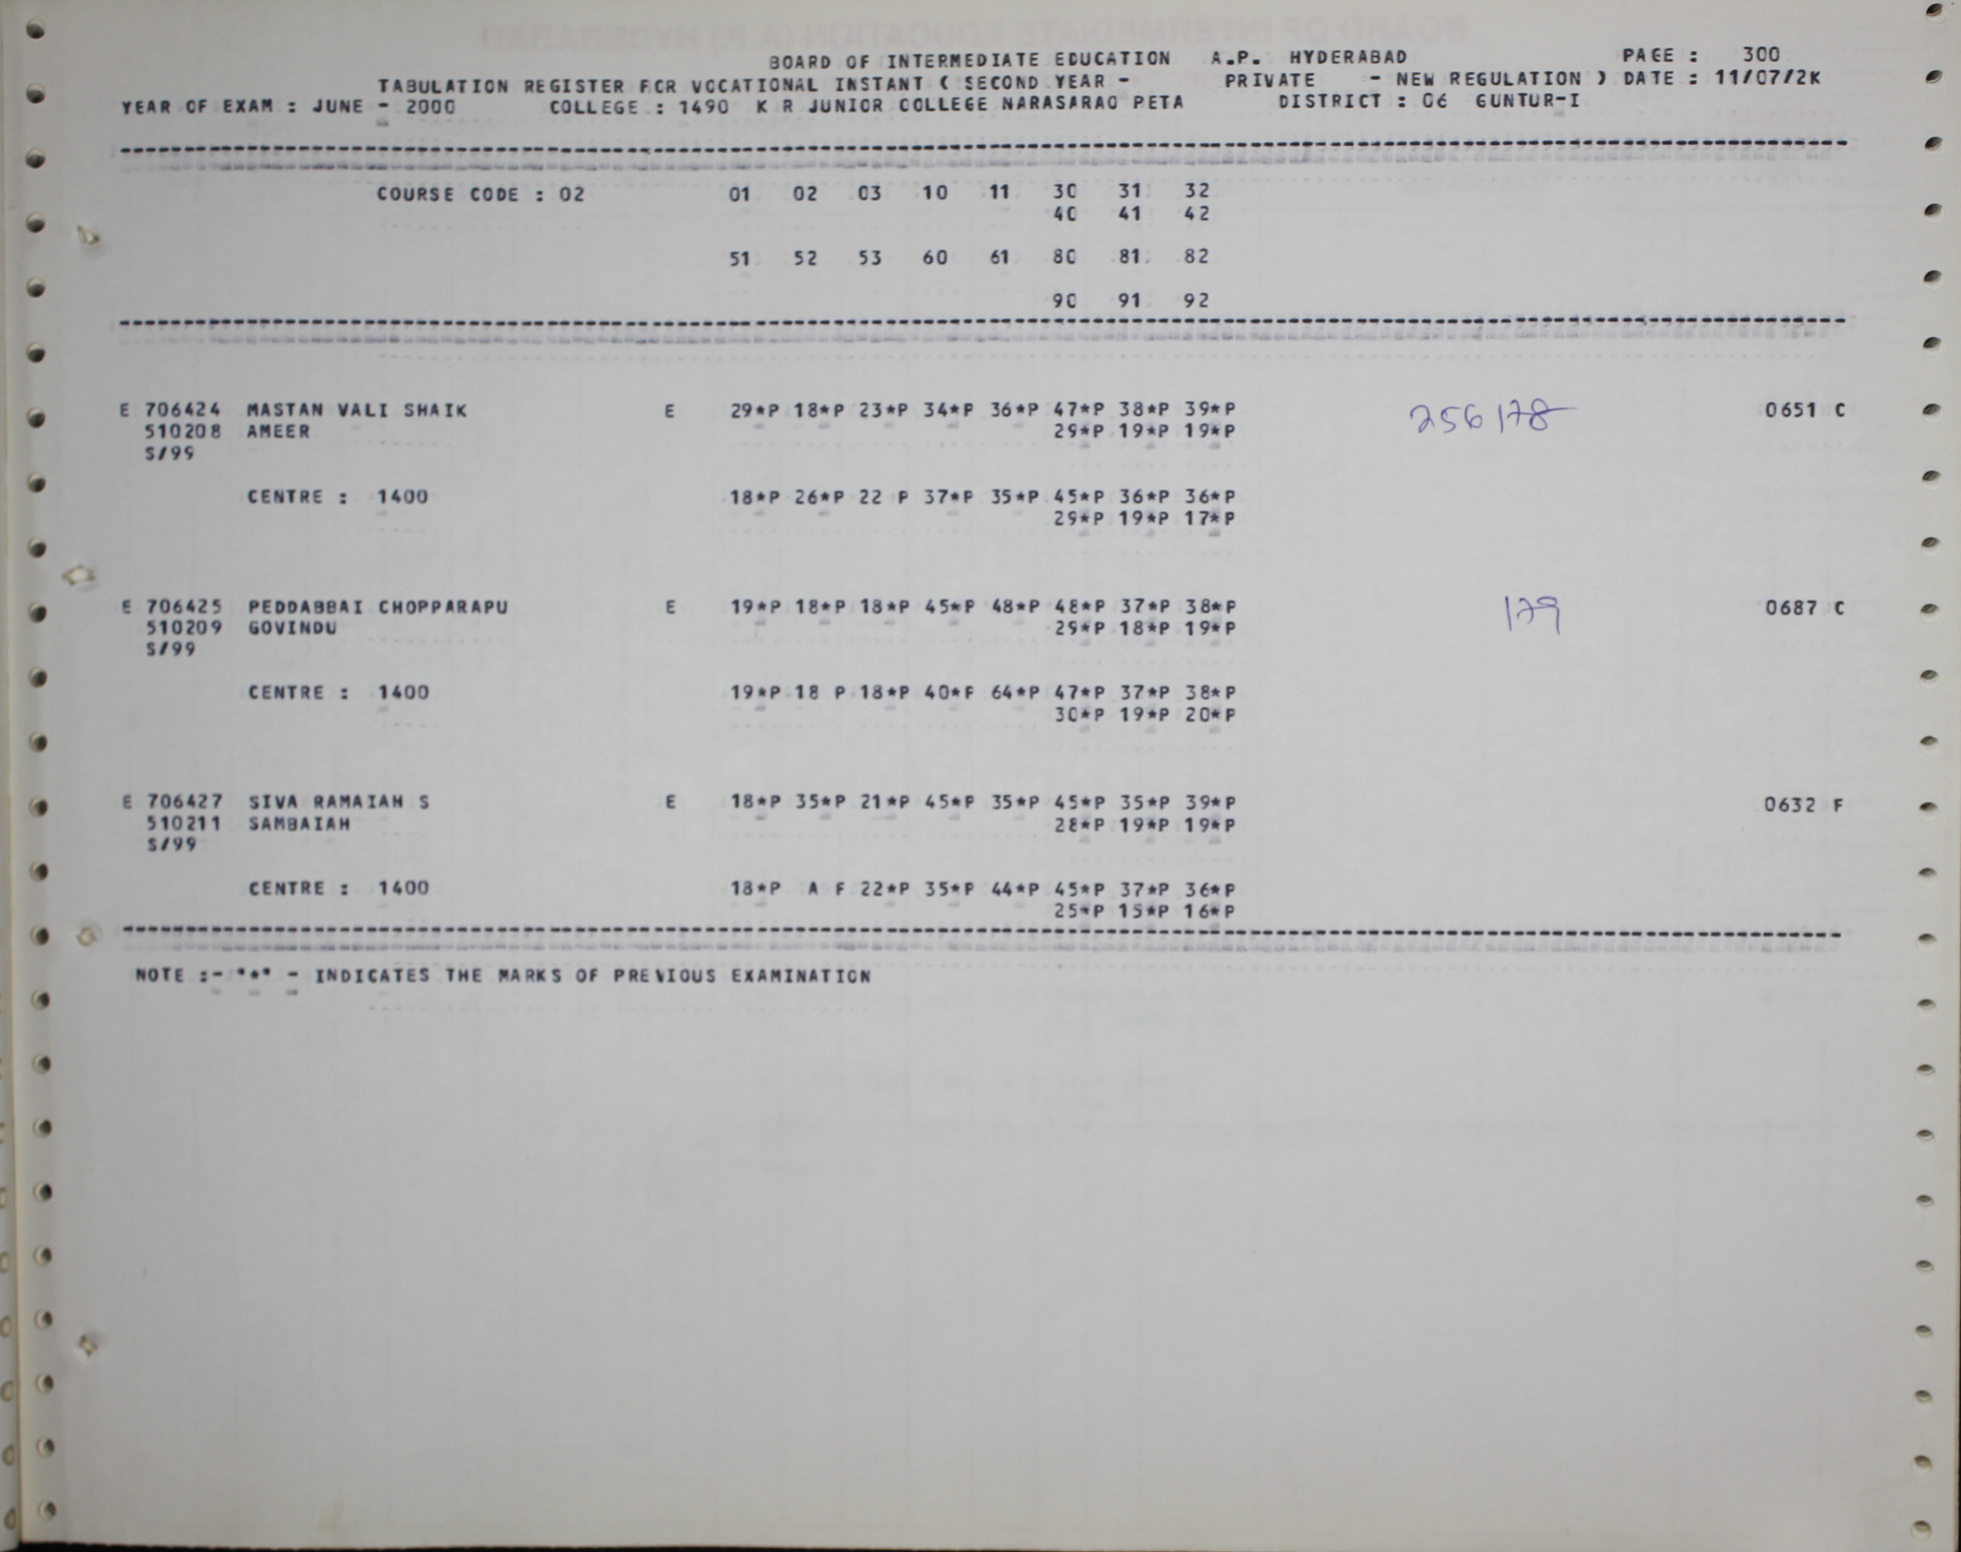 BOARD OF INTERMEDIATE EDUCATION A.P. HYDERABAD PAGE : 300
TABULATION REGISTER FOR VOCATIONAL INSTANT ( SECOND YEAR - PRIVATE - NEW REGULATION ) DATE : 11/07/2K
YEAR OF EXAM : JUNE - 2000 COLLEGE : 1490 K R JUNIOR COLLEGE NARASARAO PETA DISTRICT : 06 GUNTUR-I
COURSE CODE : 02 01 02 03 10 11 30 31 32
40 41 42
51 52 53 60 61 80 81 82
90 91 92
E 706424 MASTAN VALI SHAIK E 29*P 18*P 23*P 34*P 36*P 47*P 38*P 39*P 256178 0651 C
510208 AMEER 29*P 19*P 19*P
S/99
CENTRE : 1400 18*P 26*P 22 P 37*P 35*P 45*P 36*P 36*P
29*P 19*P 17*P
E 706425 PEDDABBAI CHOPPARAPU E 19*P 18*P 18*P 45*P 48*P 48*P 37*P 38*P 179 0687 C
510209 GOVINDU 29*P 18*P 19*P
S/99
CENTRE : 1400 19*P 18 P 18*P 40*P 64*P 47*P 37*P 38*P
30*P 19*P 20*P
E 706427 SIVA RAMAIAH S E 18*P 35*P 21*P 45*P 35*P 45*P 35*P 39*P 0632 F
510211 SAMBAIAH 28*P 19*P 19*P
S/99
CENTRE : 1400 18*P A F 22*P 35*P 44*P 45*P 37*P 36*P
25*P 15*P 16*P
NOTE :- "*" - INDICATES THE MARKS OF PREVIOUS EXAMINATION